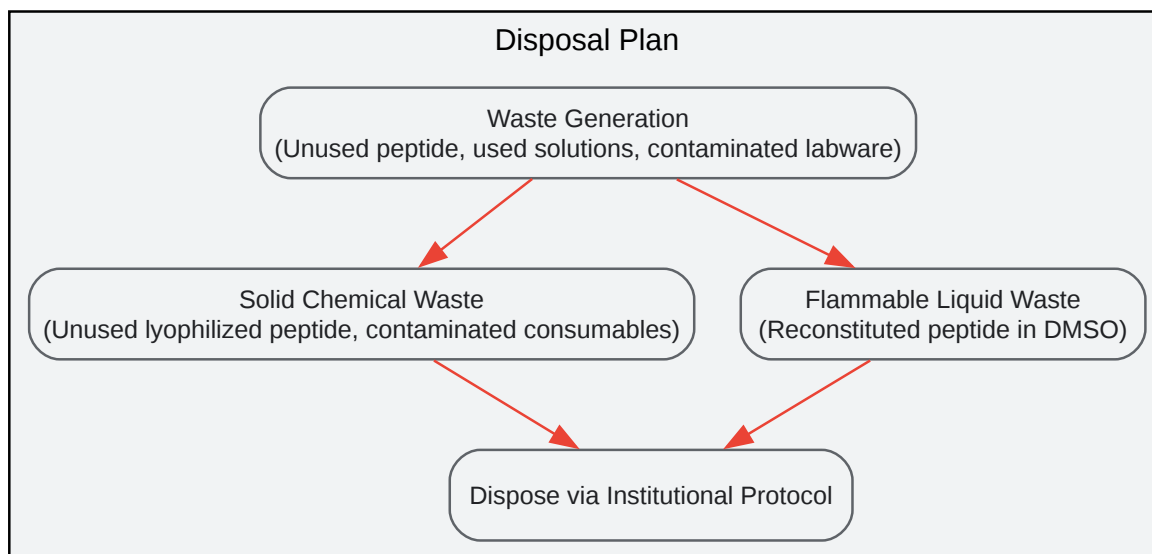 Disposal Plan
Waste Generation
(Unused peptide, used solutions, contaminated labware)
Solid Chemical Waste
(Unused lyophilized peptide, contaminated consumables)
Flammable Liquid Waste
(Reconstituted peptide in DMSO)
Dispose via Institutional Protocol